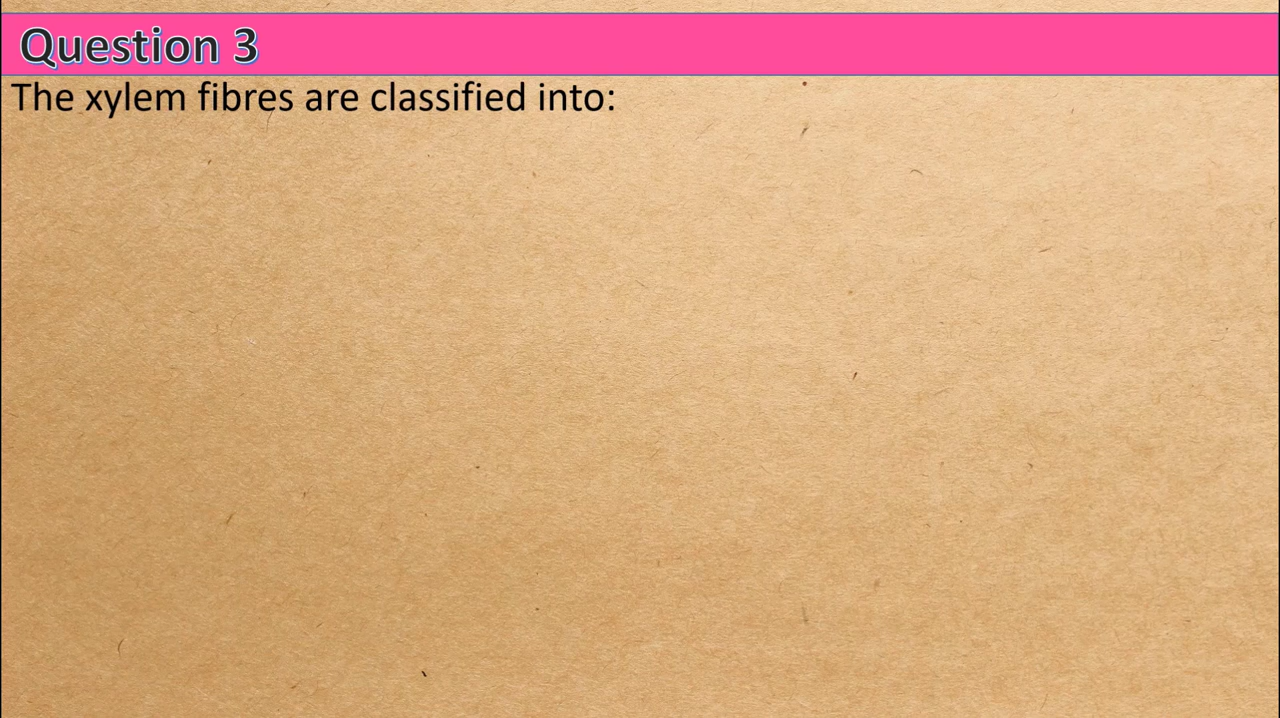 Question 3
The xylem fibres are classified into: